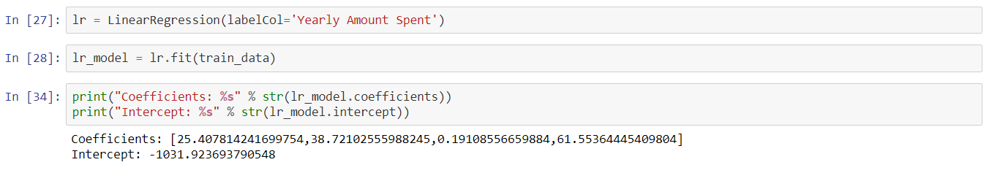 In [27]: lr = LinearRegression(labelCol='Yearly Amount Spent')
In [28]: lr_model = lr.fit(train_data)
In [34]: print("Coefficients: %s" % str(lr_model.coefficients))
print("Intercept: %s" % str(lr_model.intercept))
Coefficients: [25.407814241699754,38.72102555988245,0.19108556659884,61.55364445409804]
Intercept: -1031.923693790548